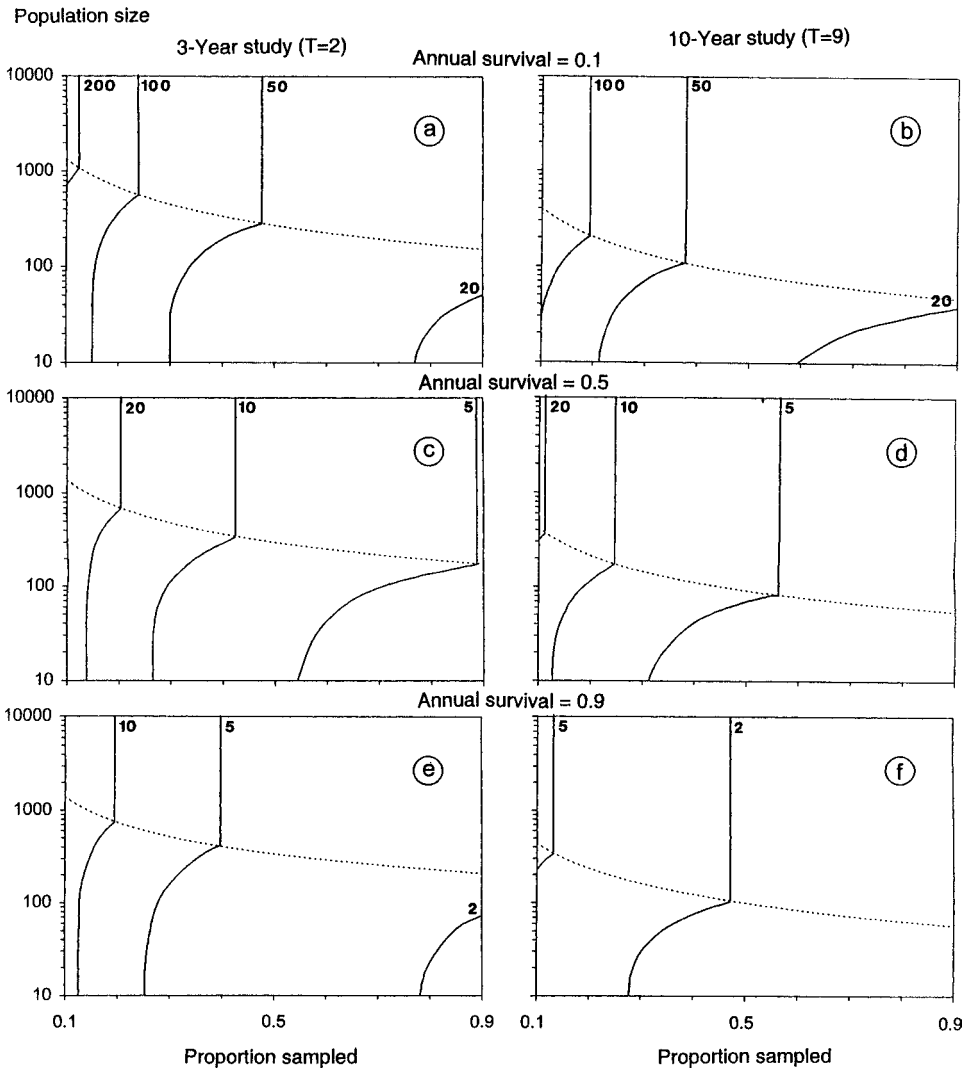 Population size
3-Year study (T=2)
10-Year study (T=9)
Annual survival = 0.1
10000
1000
100
10
200
100
50
20
a
100
50
20
b
Annual survival = 0.5
10000
1000
100
10
20
10
5
c
20
10
5
d
Annual survival = 0.9
10000
1000
100
10
10
5
2
e
5
2
f
0.1
0.5
0.9
0.1
0.5
0.9
Proportion sampled
Proportion sampled